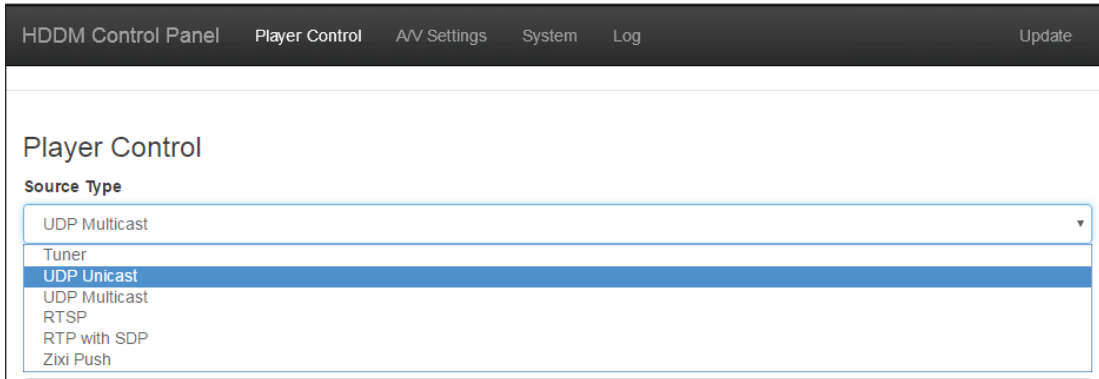 HDDM Control Panel Player Control A/V Settings System Log Update
Player Control
Source Type
UDP Multicast
Tuner
UDP Unicast
UDP Multicast
RTSP
RTP with SDP
Zixi Push